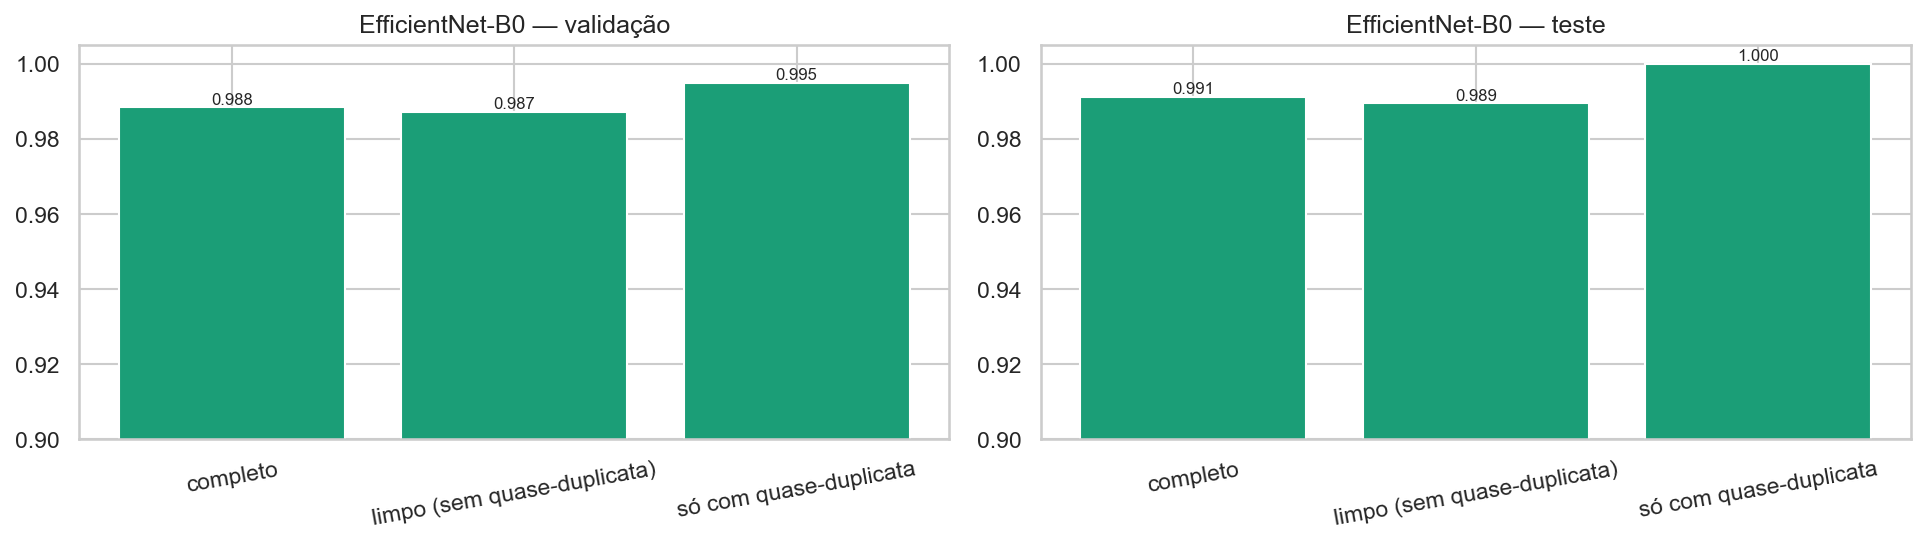 EfficientNet-B0 — validação
1.00
0.98
0.96
0.94
0.92
0.90
0.988
0.987
0.995
completo
limpo (sem quase-duplicata)
só com quase-duplicata
EfficientNet-B0 — teste
1.00
0.98
0.96
0.94
0.92
0.90
0.991
0.989
1.000
completo
limpo (sem quase-duplicata)
só com quase-duplicata